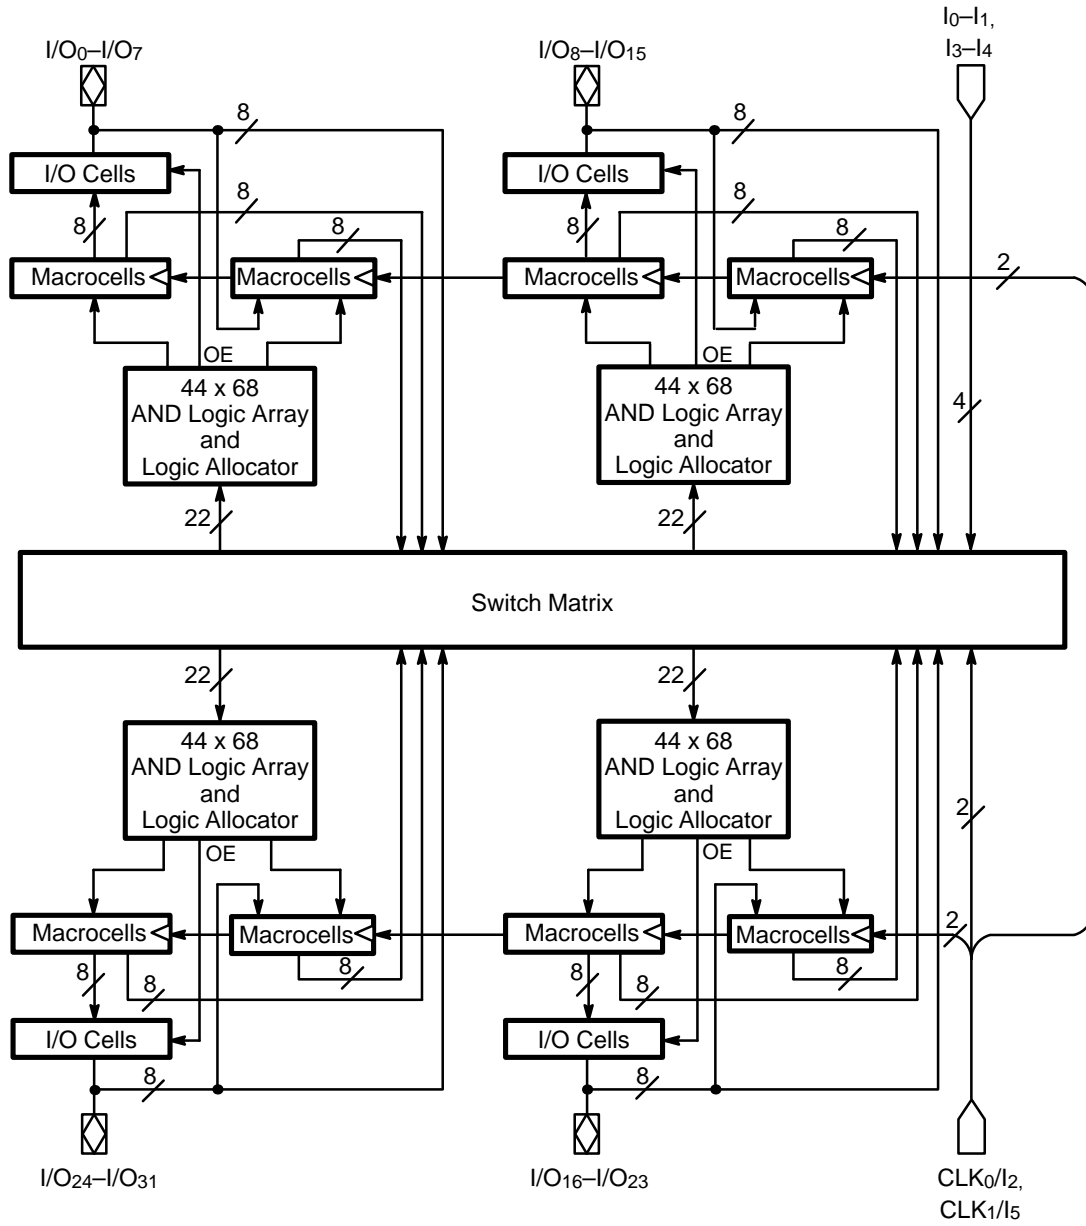 I/O0–I/O7
I/O8–I/O15
I0–I1,
I3–I4
8
8
I/O Cells
I/O Cells
8
8
8
8
8
8
Macrocells
Macrocells
Macrocells
Macrocells
2
OE
OE
44 x 68
AND Logic Array
and
Logic Allocator
44 x 68
AND Logic Array
and
Logic Allocator
4
22
22
Switch Matrix
22
22
44 x 68
AND Logic Array
and
Logic Allocator
44 x 68
AND Logic Array
and
Logic Allocator
2
OE
OE
Macrocells
Macrocells
Macrocells
Macrocells
2
8
8
8
8
8
8
I/O Cells
I/O Cells
8
8
I/O24–I/O31
I/O16–I/O23
CLK0/I2,
CLK1/I5